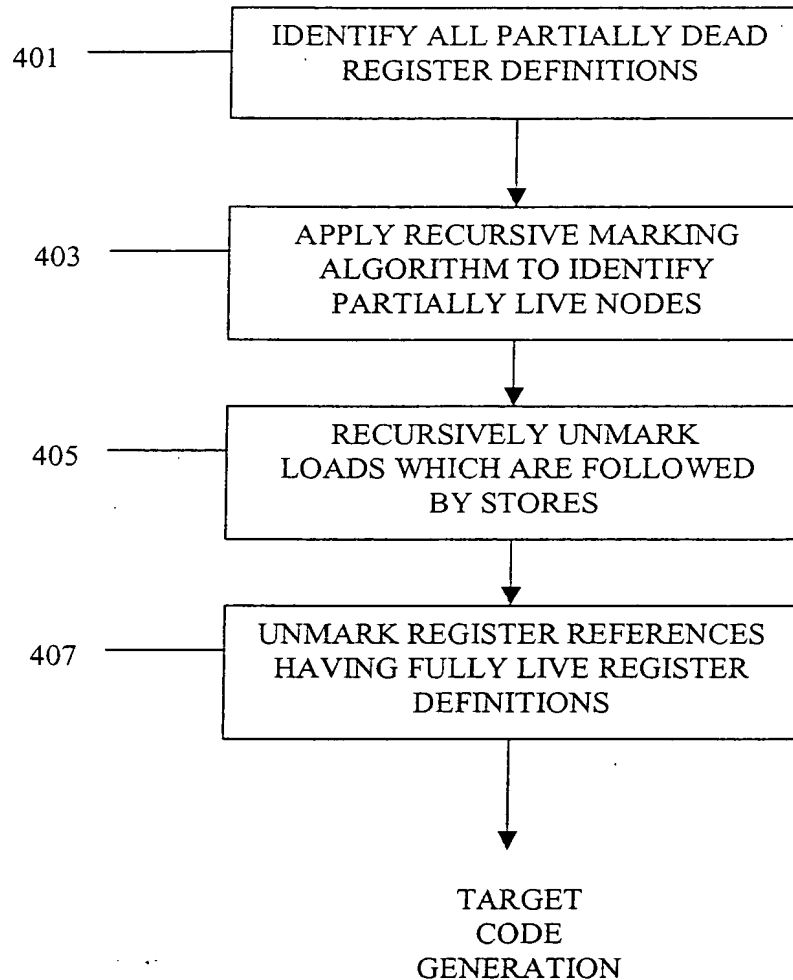 401
IDENTIFY ALL PARTIALLY DEAD
REGISTER DEFINITIONS
403
APPLY RECURSIVE MARKING
ALGORITHM TO IDENTIFY
PARTIALLY LIVE NODES
405
RECURSIVELY UNMARK
LOADS WHICH ARE FOLLOWED
BY STORES
407
UNMARK REGISTER REFERENCES
HAVING FULLY LIVE REGISTER
DEFINITIONS
TARGET
CODE
GENERATION